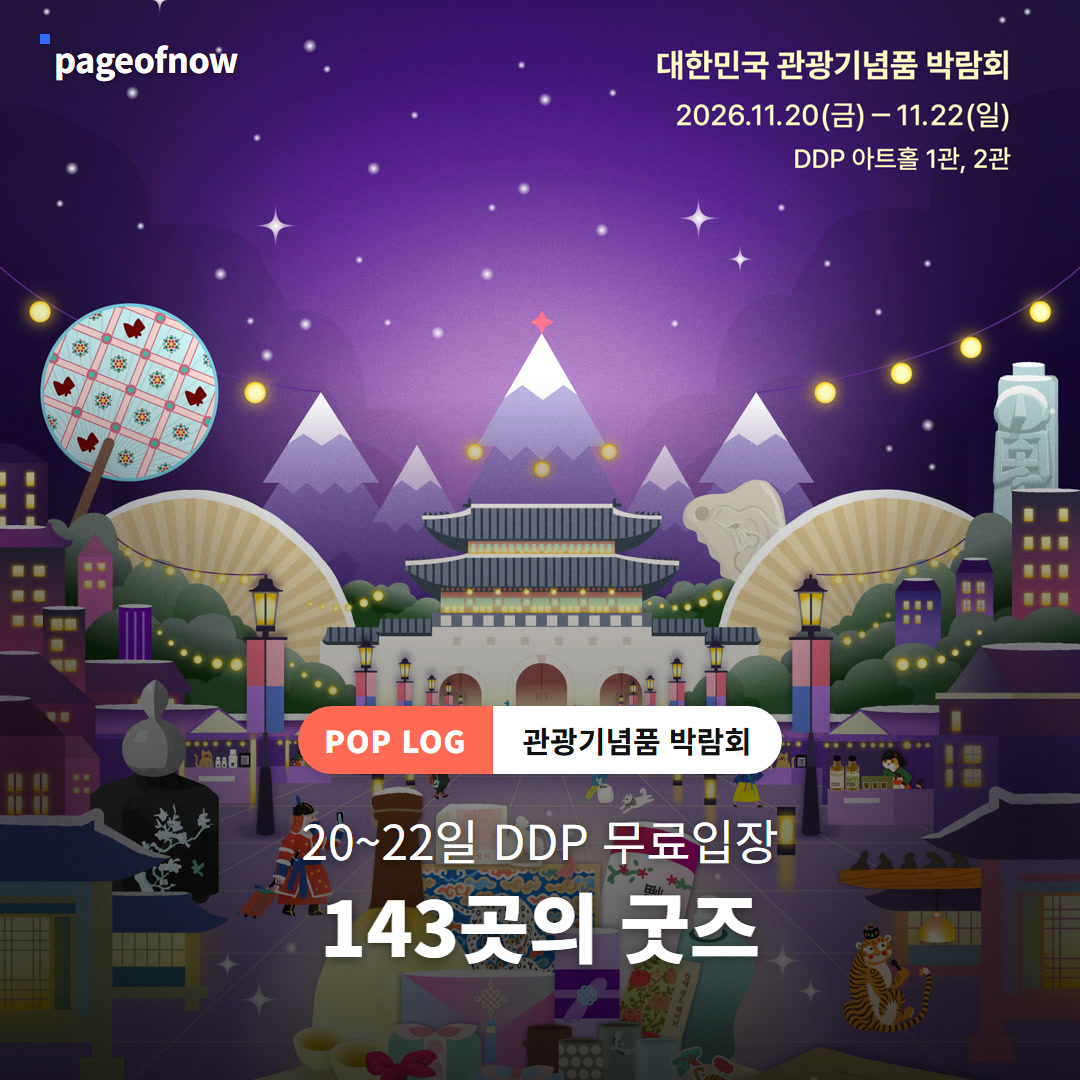 pageofnow
대한민국 관광기념품 박람회
2026.11.20(금) – 11.22(일)
DDP 아트홀 1관, 2관
POP LOG 관광기념품 박람회
20~22일 DDP 무료입장
143곳의 굿즈